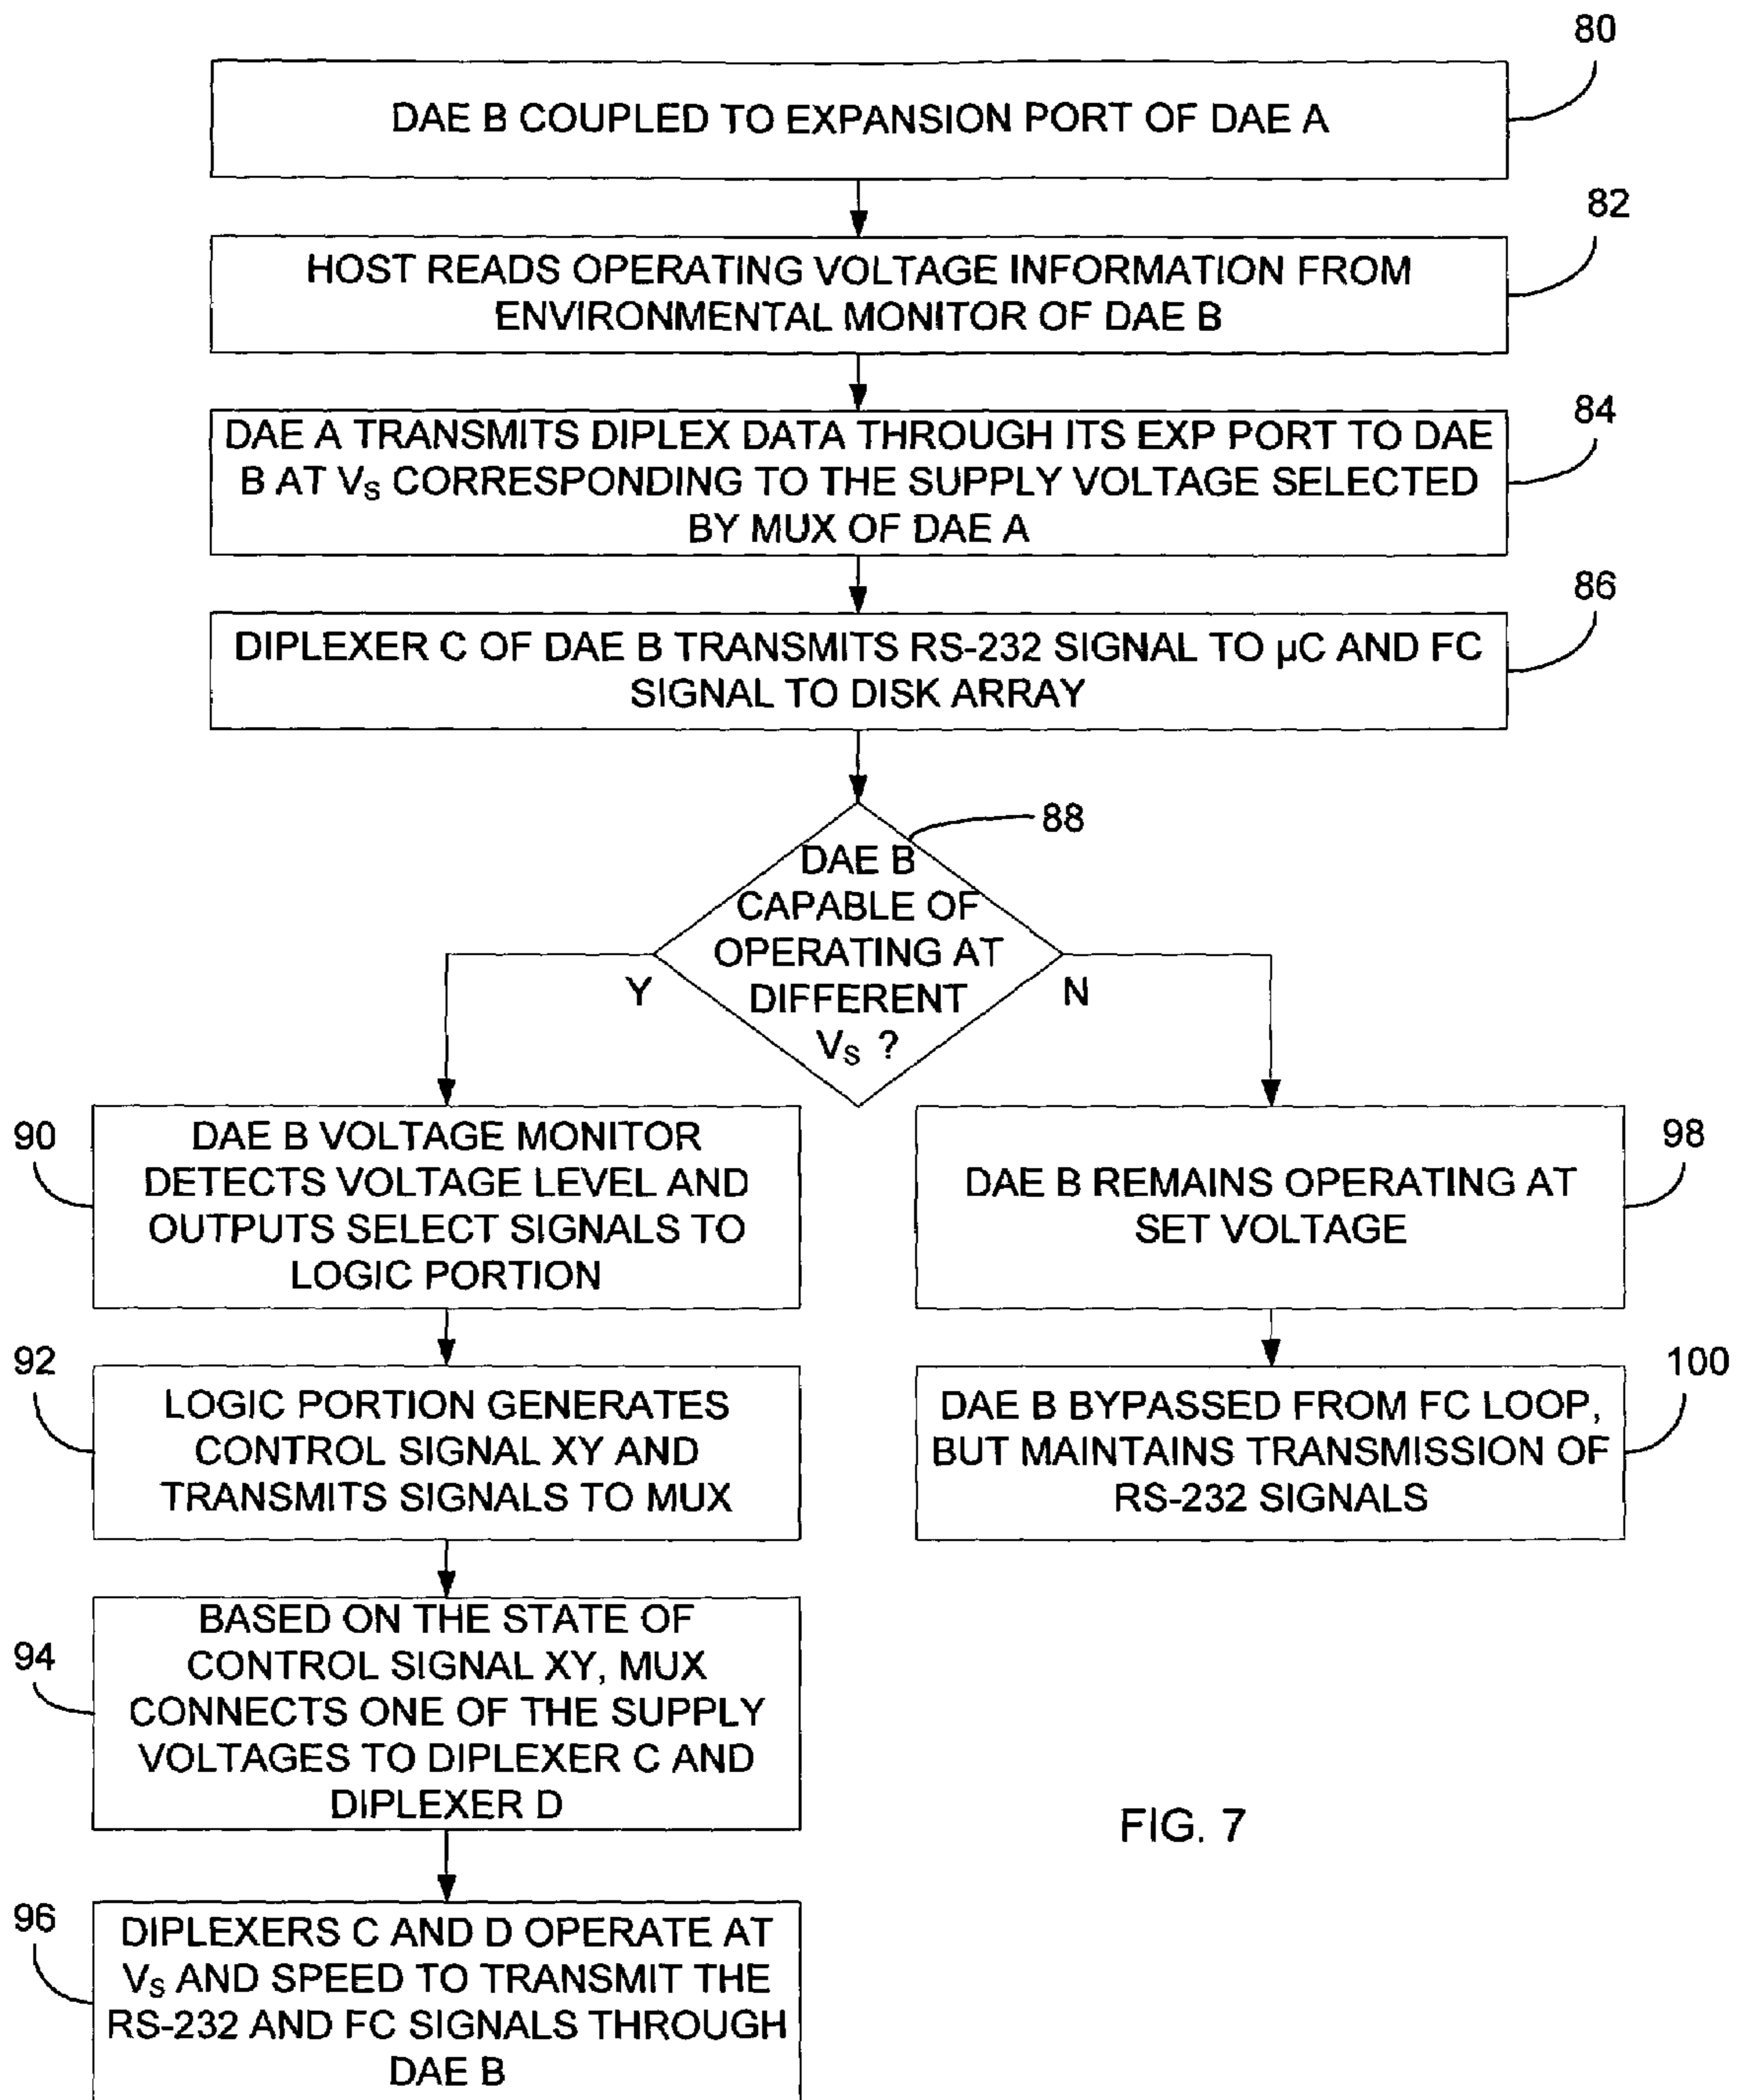 80
DAE B COUPLED TO EXPANSION PORT OF DAE A
82
HOST READS OPERATING VOLTAGE INFORMATION FROM
ENVIRONMENTAL MONITOR OF DAE B
84
DAE A TRANSMITS DIPLEX DATA THROUGH ITS EXP PORT TO DAE
B AT VS CORRESPONDING TO THE SUPPLY VOLTAGE SELECTED
BY MUX OF DAE A
86
DIPLEXER C OF DAE B TRANSMITS RS-232 SIGNAL TO µC AND FC
SIGNAL TO DISK ARRAY
88
DAE B
CAPABLE OF
OPERATING AT
DIFFERENT
VS ?
Y
N
90
DAE B VOLTAGE MONITOR
DETECTS VOLTAGE LEVEL AND
OUTPUTS SELECT SIGNALS TO
LOGIC PORTION
98
DAE B REMAINS OPERATING AT
SET VOLTAGE
92
LOGIC PORTION GENERATES
CONTROL SIGNAL XY AND
TRANSMITS SIGNALS TO MUX
100
DAE B BYPASSED FROM FC LOOP,
BUT MAINTAINS TRANSMISSION OF
RS-232 SIGNALS
94
BASED ON THE STATE OF
CONTROL SIGNAL XY, MUX
CONNECTS ONE OF THE SUPPLY
VOLTAGES TO DIPLEXER C AND
DIPLEXER D
FIG. 7
96
DIPLEXERS C AND D OPERATE AT
VS AND SPEED TO TRANSMIT THE
RS-232 AND FC SIGNALS THROUGH
DAE B